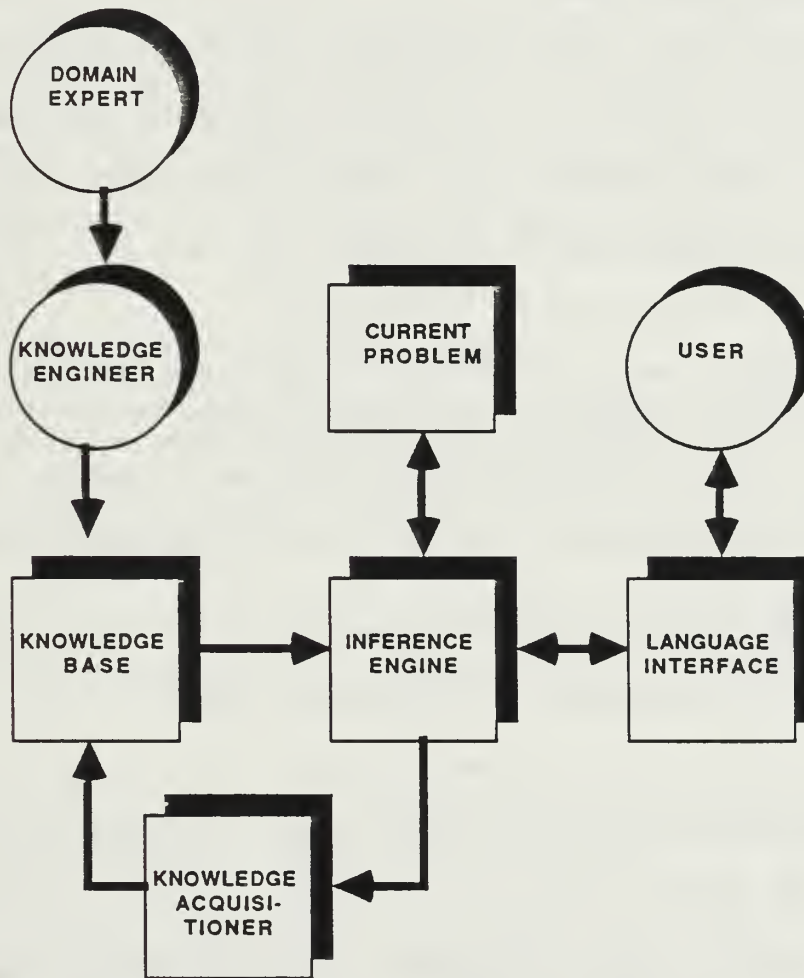 DOMAIN
EXPERT
KNOWLEDGE
ENGINEER
CURRENT
PROBLEM
USER
KNOWLEDGE
BASE
INFERENCE
ENGINE
LANGUAGE
INTERFACE
KNOWLEDGE
ACQUISI-
TIONER